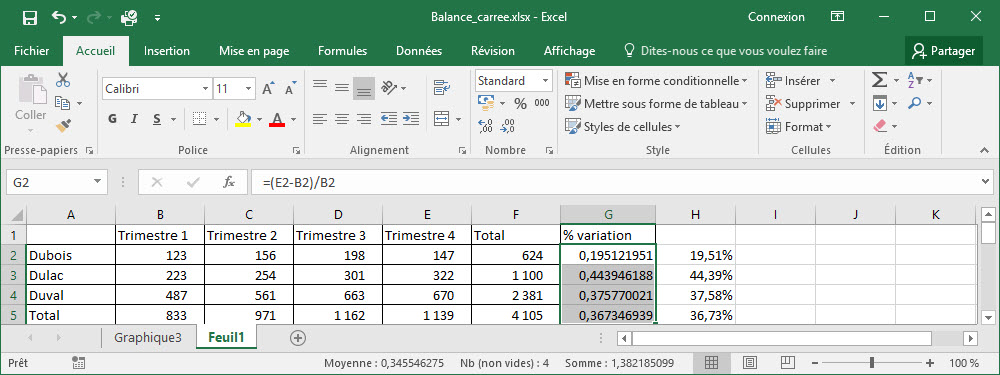 Balance_carree.xlsx - Excel Connexion
Fichier Accueil Insertion Mise en page Formules Données Révision Affichage Dites-nous ce que vous voulez faire Partager
Coller
Presse-papiers
Calibri 11 A A
G I S A
Police
Alignement
Standard
% 000
,00 ,0
Nombre
Mise en forme conditionnelle
Mettre sous forme de tableau
Styles de cellules
Style
Insérer
Supprimer
Format
Cellules
Édition
G2 fx =(E2-B2)/B2
A B C D E F G H I J K
1 Trimestre 1 Trimestre 2 Trimestre 3 Trimestre 4 Total % variation
2 Dubois 123 156 198 147 624 0,195121951 19,51%
3 Dulac 223 254 301 322 1 100 0,443946188 44,39%
4 Duval 487 561 663 670 2 381 0,375770021 37,58%
5 Total 833 971 1 162 1 139 4 105 0,367346939 36,73%
Graphique3 Feuil1
Prêt Moyenne : 0,345546275 Nb (non vides) : 4 Somme : 1,382185099 100 %